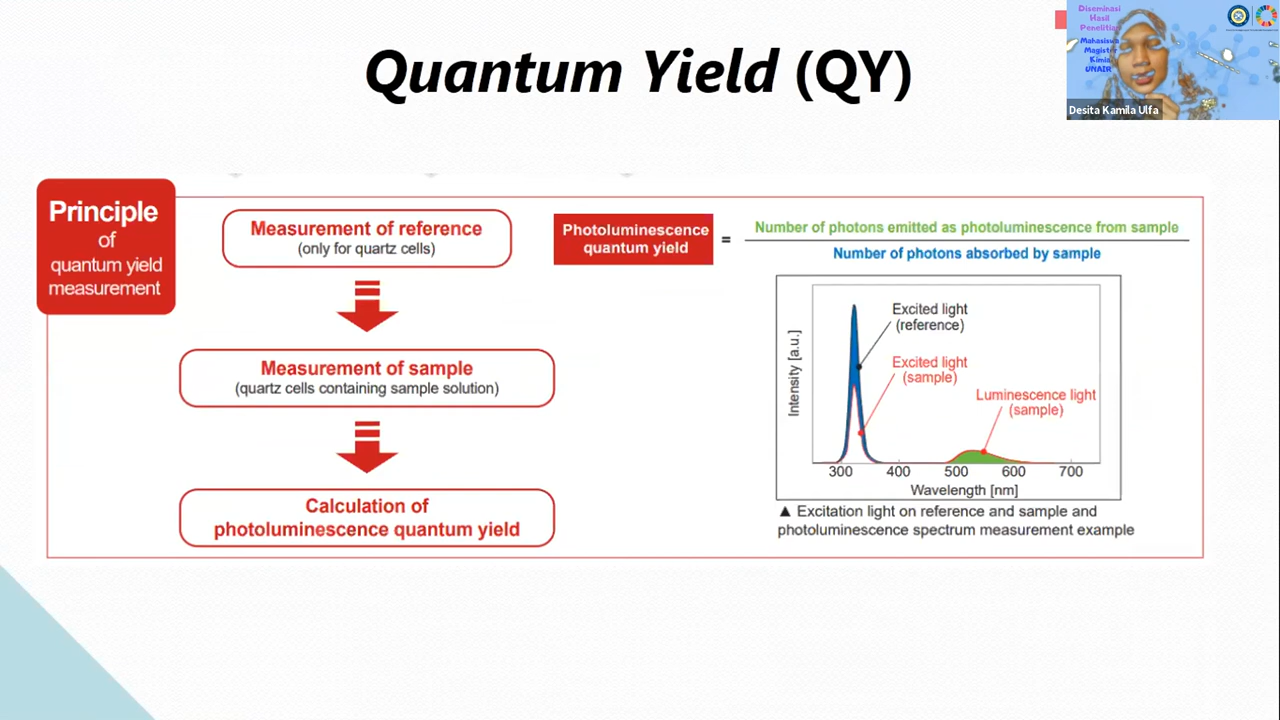 Quantum Yield (QY)
Diseminasi
Hasil
Penelitian
Mahasiswa
Magister
Kimia
UNAIR
Desita Kamila Ulfa
Principle
of
quantum yield
measurement
Measurement of reference
(only for quartz cells)
Measurement of sample
(quartz cells containing sample solution)
Calculation of
photoluminescence quantum yield
Photoluminescence
quantum yield
=
Number of photons emitted as photoluminescence from sample
Number of photons absorbed by sample
Excited light
(reference)
Excited light
(sample)
Luminescence light
(sample)
Intensity [a.u.]
300 400 500 600 700
Wavelength [nm]
▲ Excitation light on reference and sample and
photoluminescence spectrum measurement example